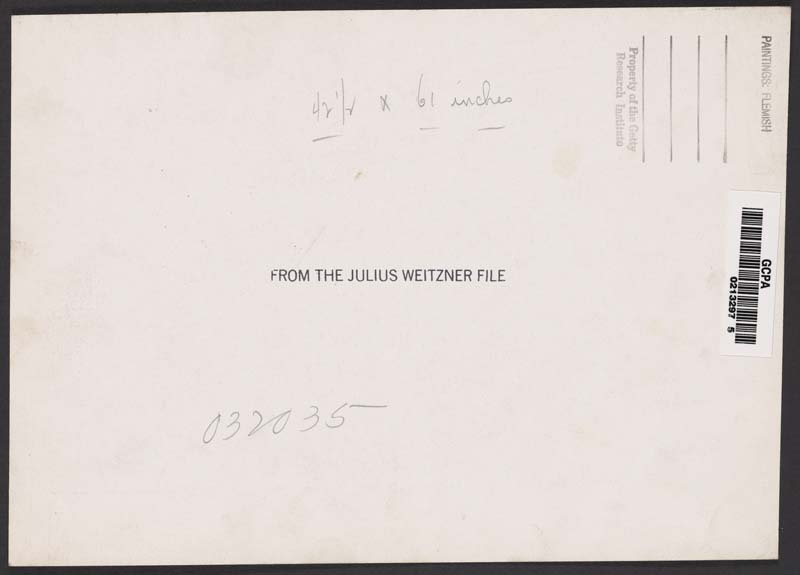 42 1/2 x 61 inches
PAINTINGS: FLEMISH
Property of the Getty
Research Institute
GCPA
0213297 5
FROM THE JULIUS WEITZNER FILE
032035